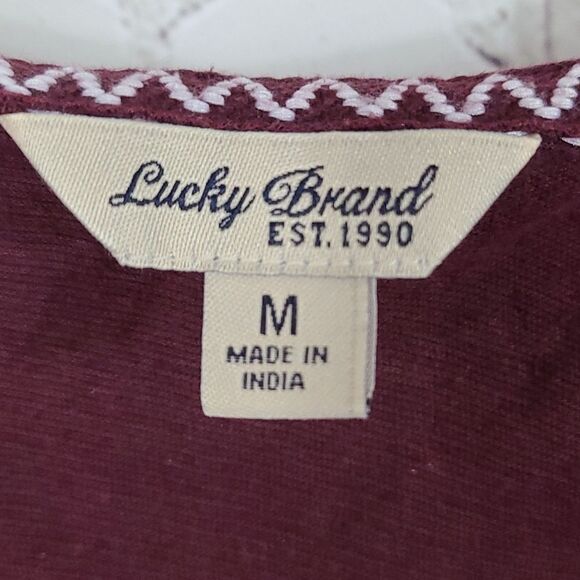 Lucky Brand
EST. 1990
M
MADE IN
INDIA